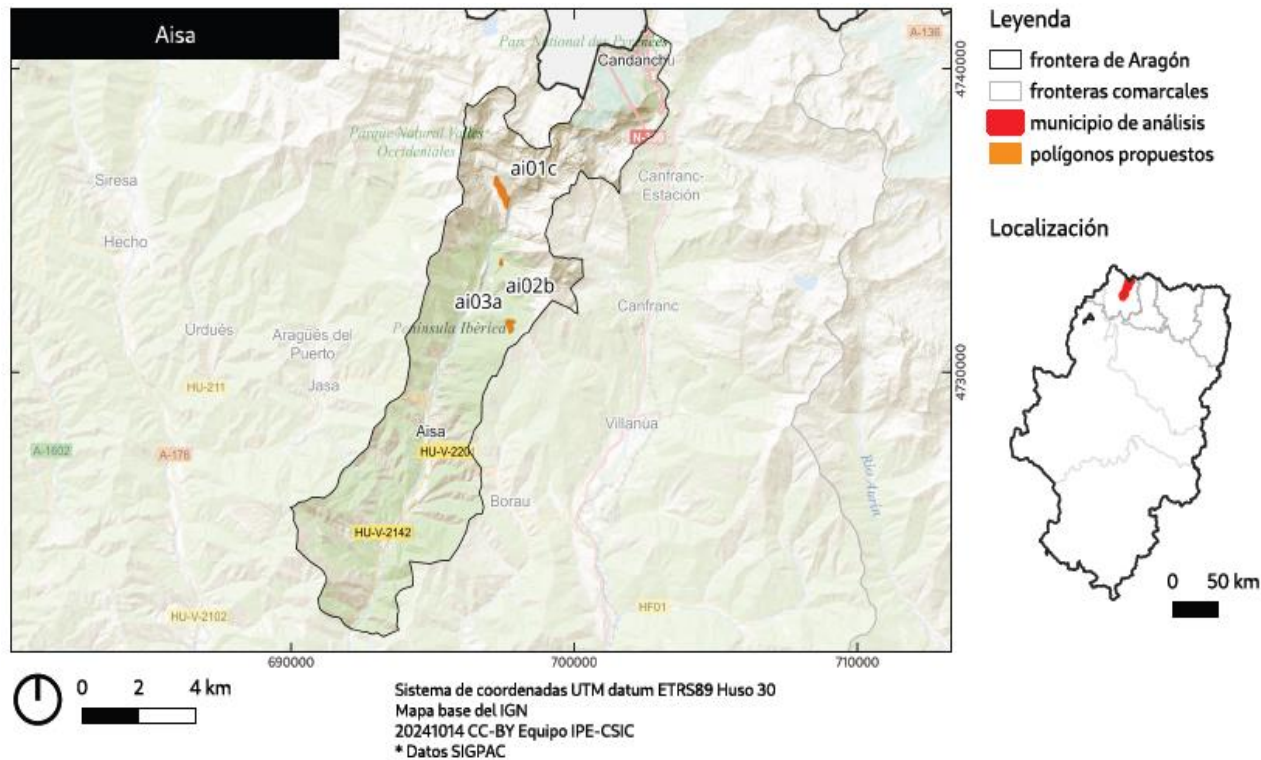 Aisa
Parc National des Pyrénées
Candanchú
A-136
4740000
Parque Natural Valles
Occidentales
N-330
ai01c
Siresa
Canfranc-
Estación
Hecho
ai02b
ai03a
Canfranc
Península Ibérica
Urdués
Aragüés del
Puerto
Jasa
HU-211
4730000
Villanúa
Aisa
A-1602
A-176
HU-V-220
Río Aurín
Borau
HU-V-2142
HU-V-2102
HF01
690000
700000
710000
0 2 4 km
Sistema de coordenadas UTM datum ETRS89 Huso 30
Mapa base del IGN
20241014 CC-BY Equipo IPE-CSIC
* Datos SIGPAC
Leyenda
frontera de Aragón
fronteras comarcales
municipio de análisis
polígonos propuestos
Localización
0 50 km